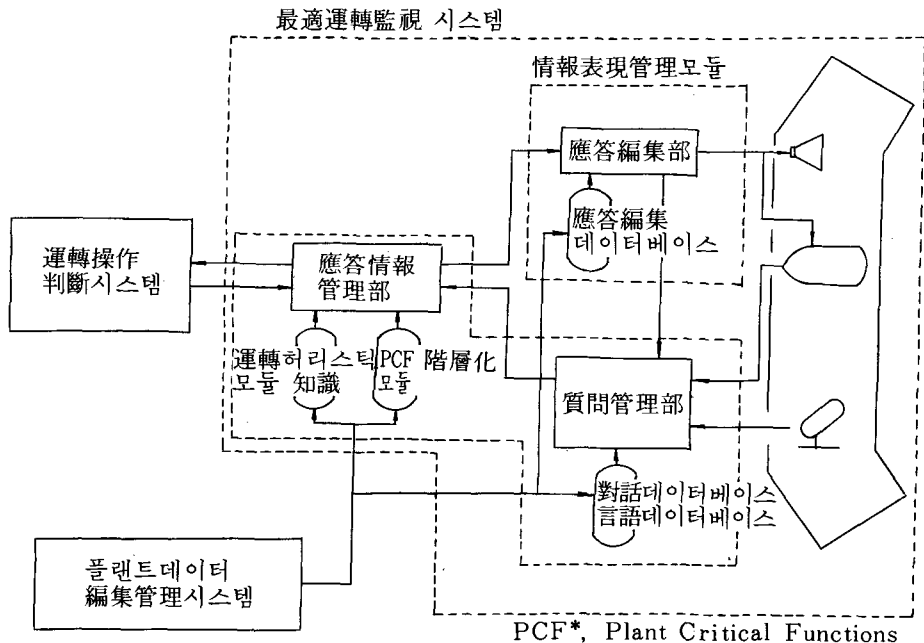 最適運轉監視 시스템
情報表現管理모듈
應答編集部
應答編集
데이터베이스
運轉操作
判斷시스템
應答情報
管理部
運轉허리스틱
모듈 知識
PCF 階層化
모듈
質問管理部
對話데이터베이스
言語데이터베이스
플랜트데이터
編集管理시스템
PCF*, Plant Critical Functions